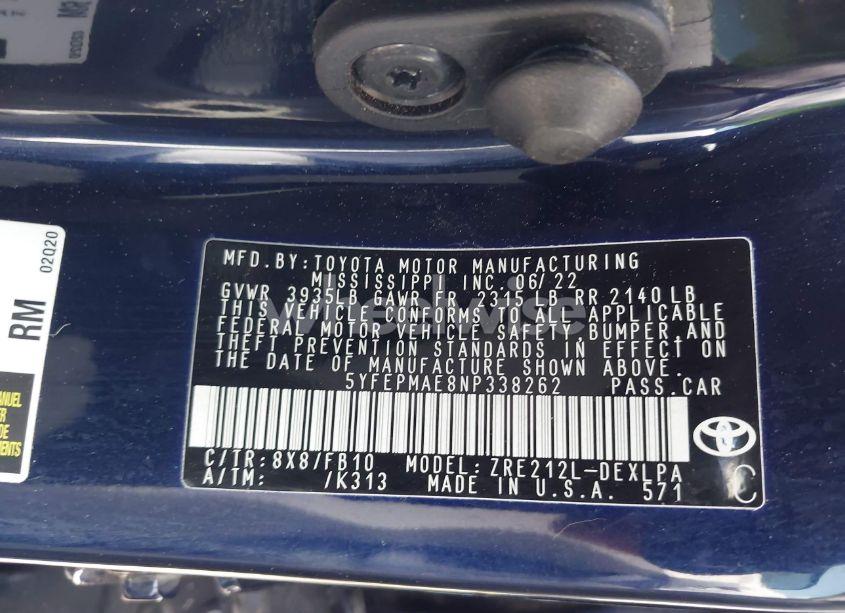 RM
02Q20
MFD.BY:TOYOTA MOTOR MANUFACTURING
MISSISSIPPI, INC. 06/22
GVWR 3935LB GAWR FR 2315 LB RR 2140 LB
THIS VEHICLE CONFORMS TO ALL APPLICABLE
FEDERAL MOTOR VEHICLE SAFETY, BUMPER, AND
THEFT PREVENTION STANDARDS IN EFFECT ON
THE DATE OF MANUFACTURE SHOWN ABOVE.
5YFEPMAE8NP338262 PASS.CAR
C/TR:8X8/FB10 MODEL: ZRE212L-DEXLPA
A/TM: /K313 MADE IN U.S.A. 571
C